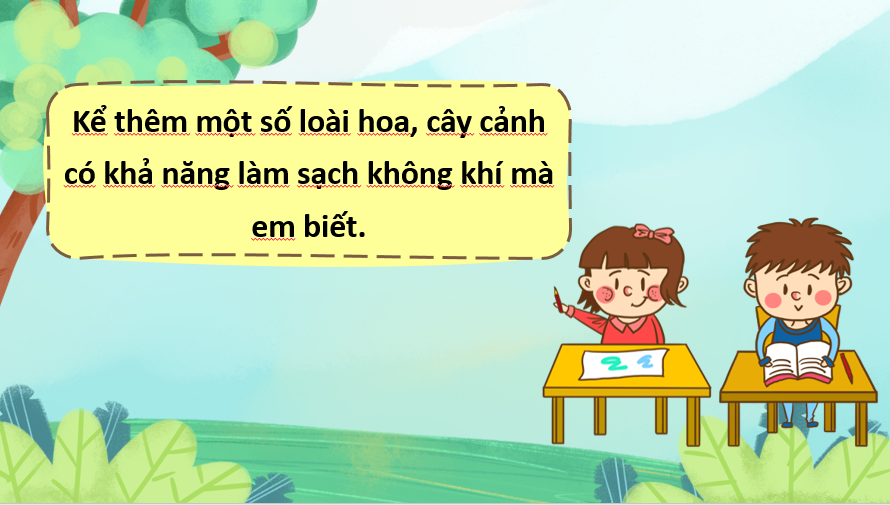 Kể thêm một số loài hoa, cây cảnh
có khả năng làm sạch không khí mà
em biết.